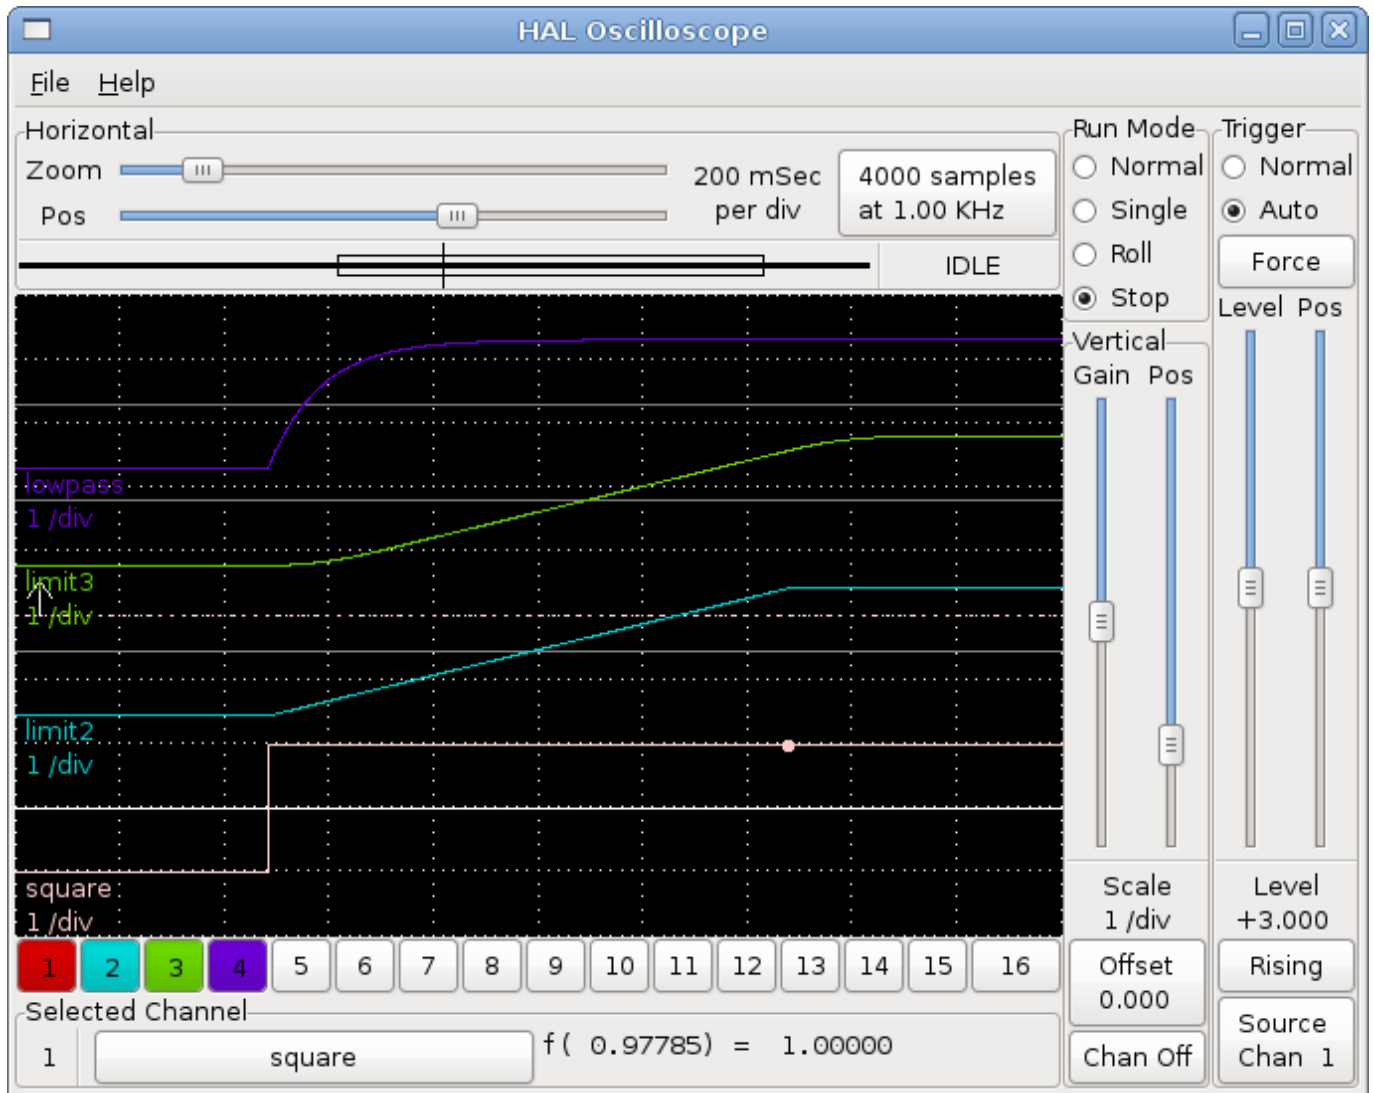 HAL Oscilloscope
File Help
Horizontal
Zoom
Pos
200 mSec
per div
4000 samples
at 1.00 KHz
IDLE
Run Mode
Normal
Single
Roll
Stop
Trigger
Normal
Auto
Force
Level Pos
Vertical
Gain Pos
lowpass
1 /div
limit3
1 /div
limit2
1 /div
square
1 /div
Scale
1 /div
Level
+3.000
1 2 3 4 5 6 7 8 9 10 11 12 13 14 15 16
Offset
0.000
Rising
Selected Channel
1 square f( 0.97785) = 1.00000
Chan Off
Source
Chan 1